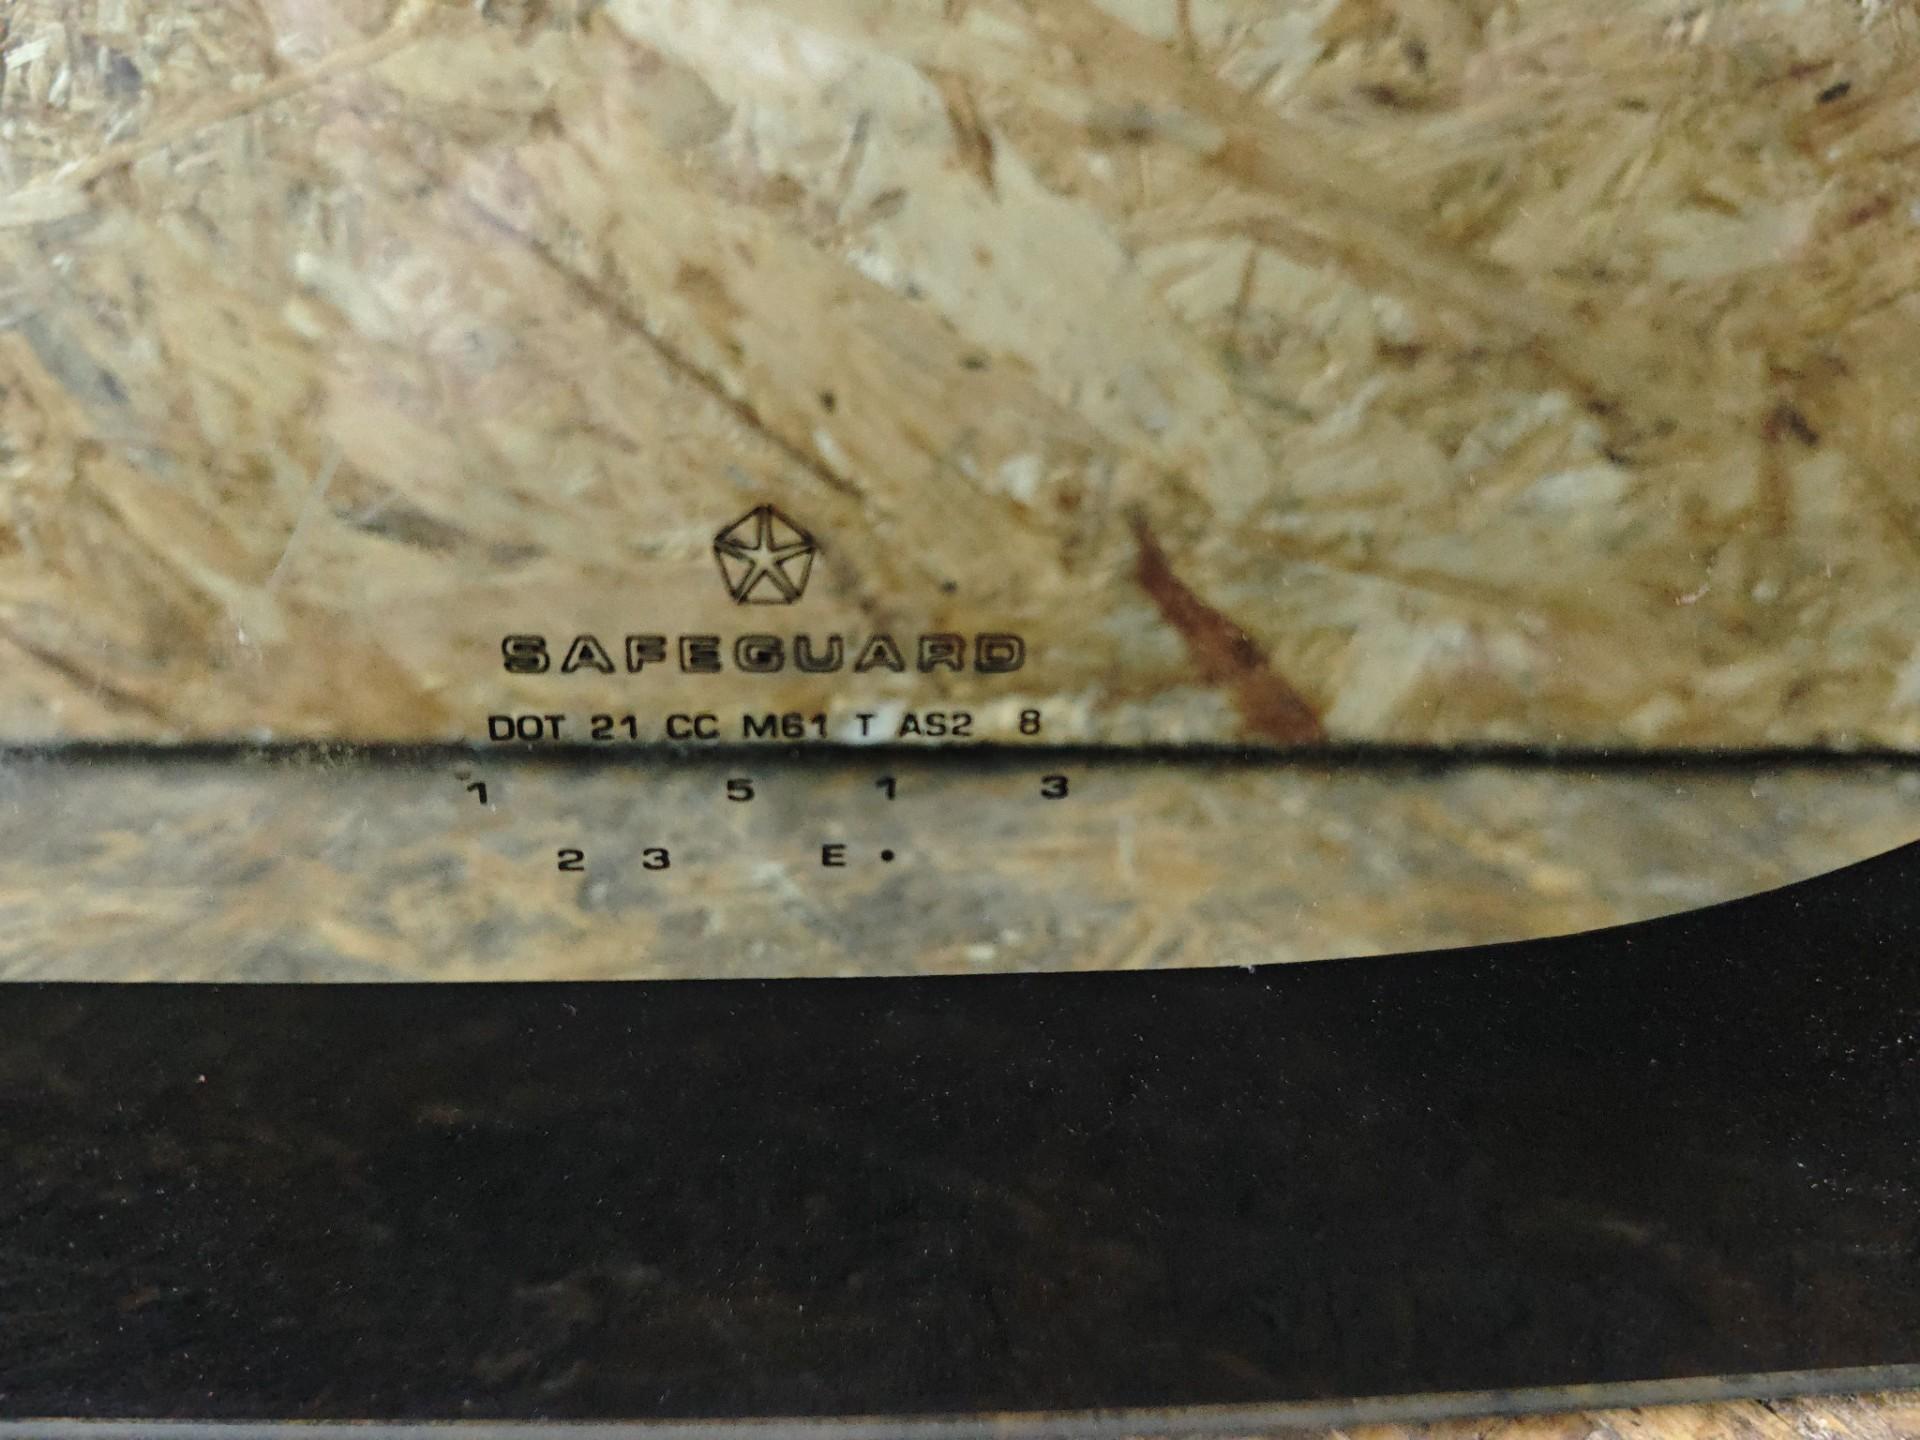 SAFEGUARD
DOT 21 CC M61 T AS2 8
1 5 1 3
2 3 E •